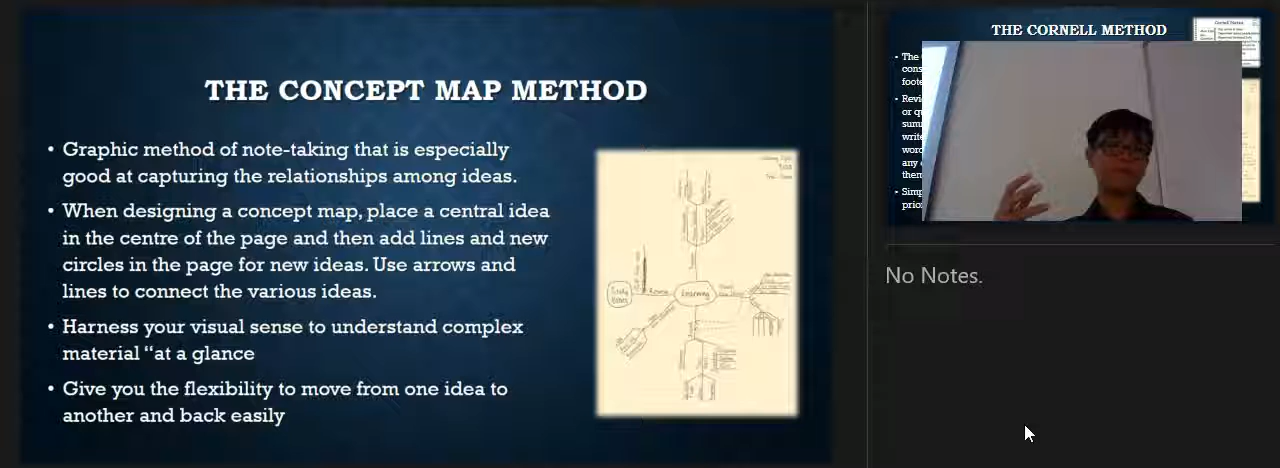 THE CONCEPT MAP METHOD
• Graphic method of note-taking that is especially
good at capturing the relationships among ideas.
• When designing a concept map, place a central idea
in the centre of the page and then add lines and new
circles in the page for new ideas. Use arrows and
lines to connect the various ideas.
• Harness your visual sense to understand complex
material “at a glance
• Give you the flexibility to move from one idea to
another and back easily
Learning
THE CORNELL METHOD
Cornell Notes
• The
No Notes.